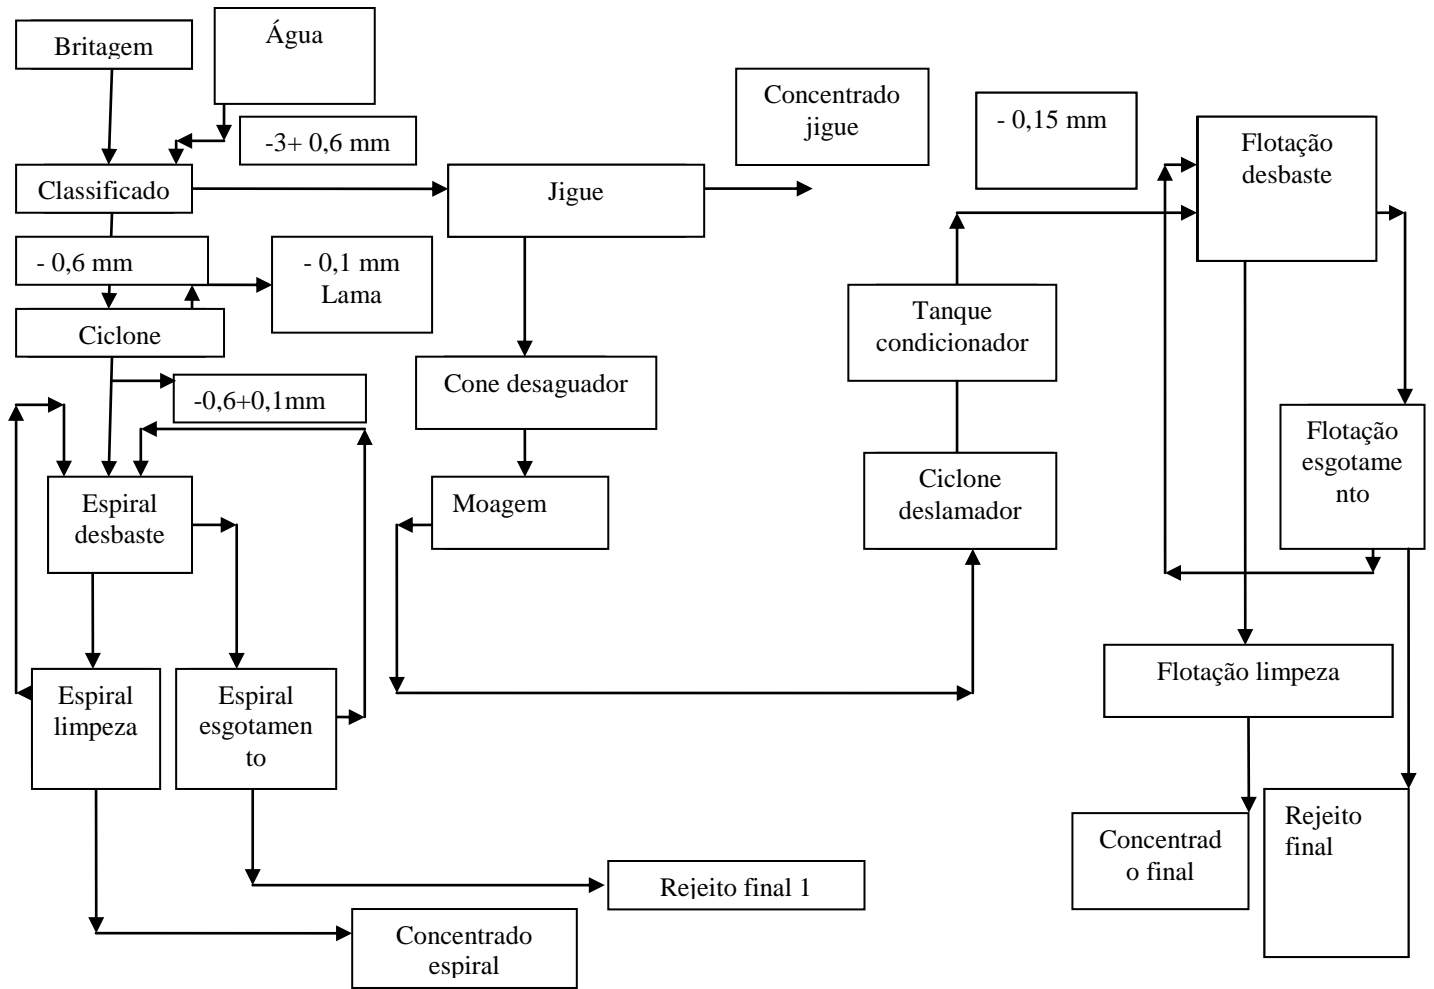 Britagem
Água
-3+ 0,6 mm
Concentrado
jigue
- 0,15 mm
Flotação
desbaste
Classificado
Jigue
- 0,6 mm
- 0,1 mm
Lama
Ciclone
Tanque
condicionador
Cone desaguador
-0,6+0,1mm
Flotação
esgotame
nto
Espiral
desbaste
Moagem
Ciclone
deslamador
Espiral
limpeza
Espiral
esgotamen
to
Flotação limpeza
Concentrad
o final
Rejeito
final
Rejeito final 1
Concentrado
espiral